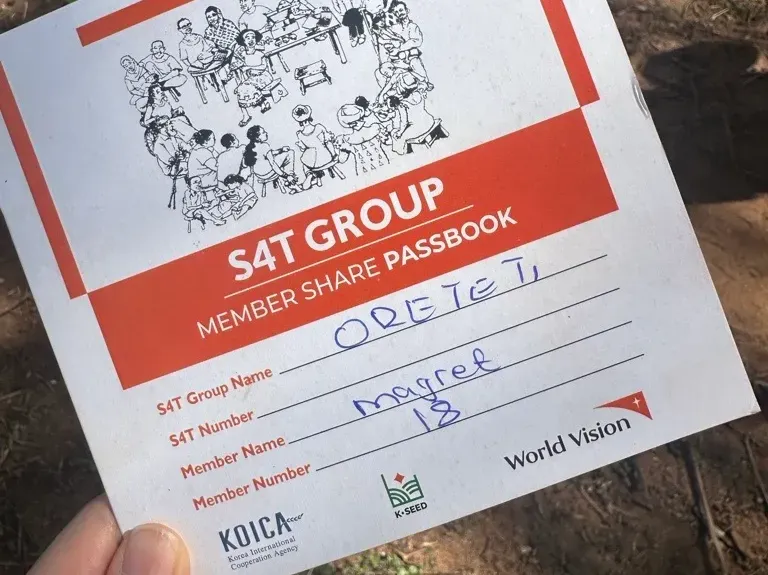 S4T GROUP
MEMBER SHARE PASSBOOK
S4T Group Name ORETETI
S4T Number
Member Name magret
Member Number 18
KOICA
Korea International
Cooperation Agency
K·SEED
World Vision